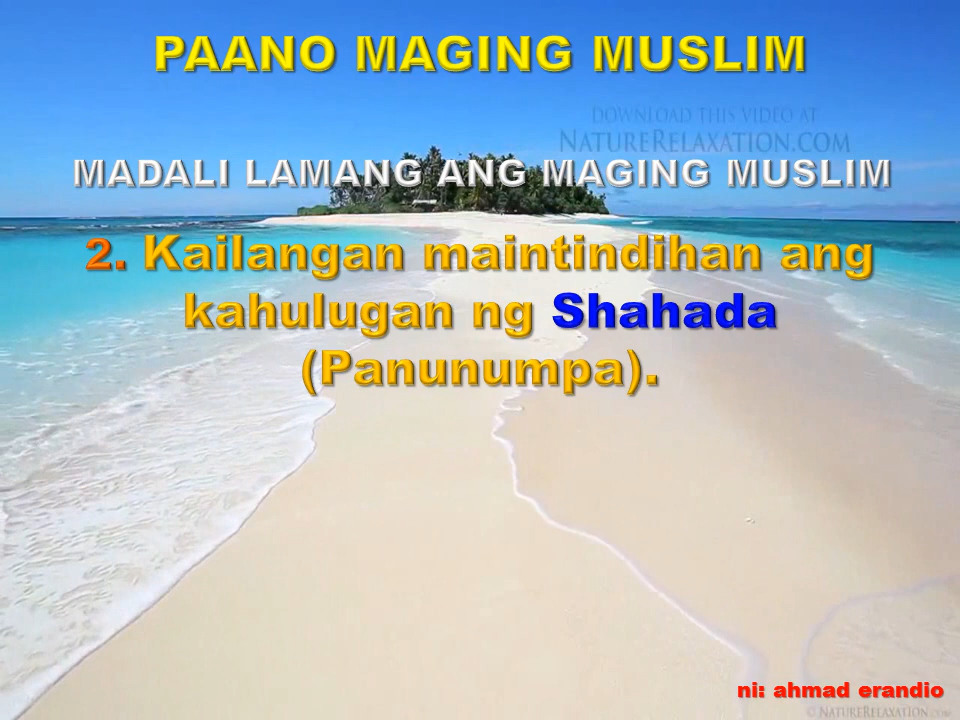 PAANO MAGING MUSLIM
DOWNLOAD THIS VIDEO AT
NATURERELAXATION.COM
MADALI LAMANG ANG MAGING MUSLIM
2. Kailangan maintindihan ang
kahulugan ng Shahada
(Panunumpa).
ni: ahmad erandio
© NATURERELAXATION.COM